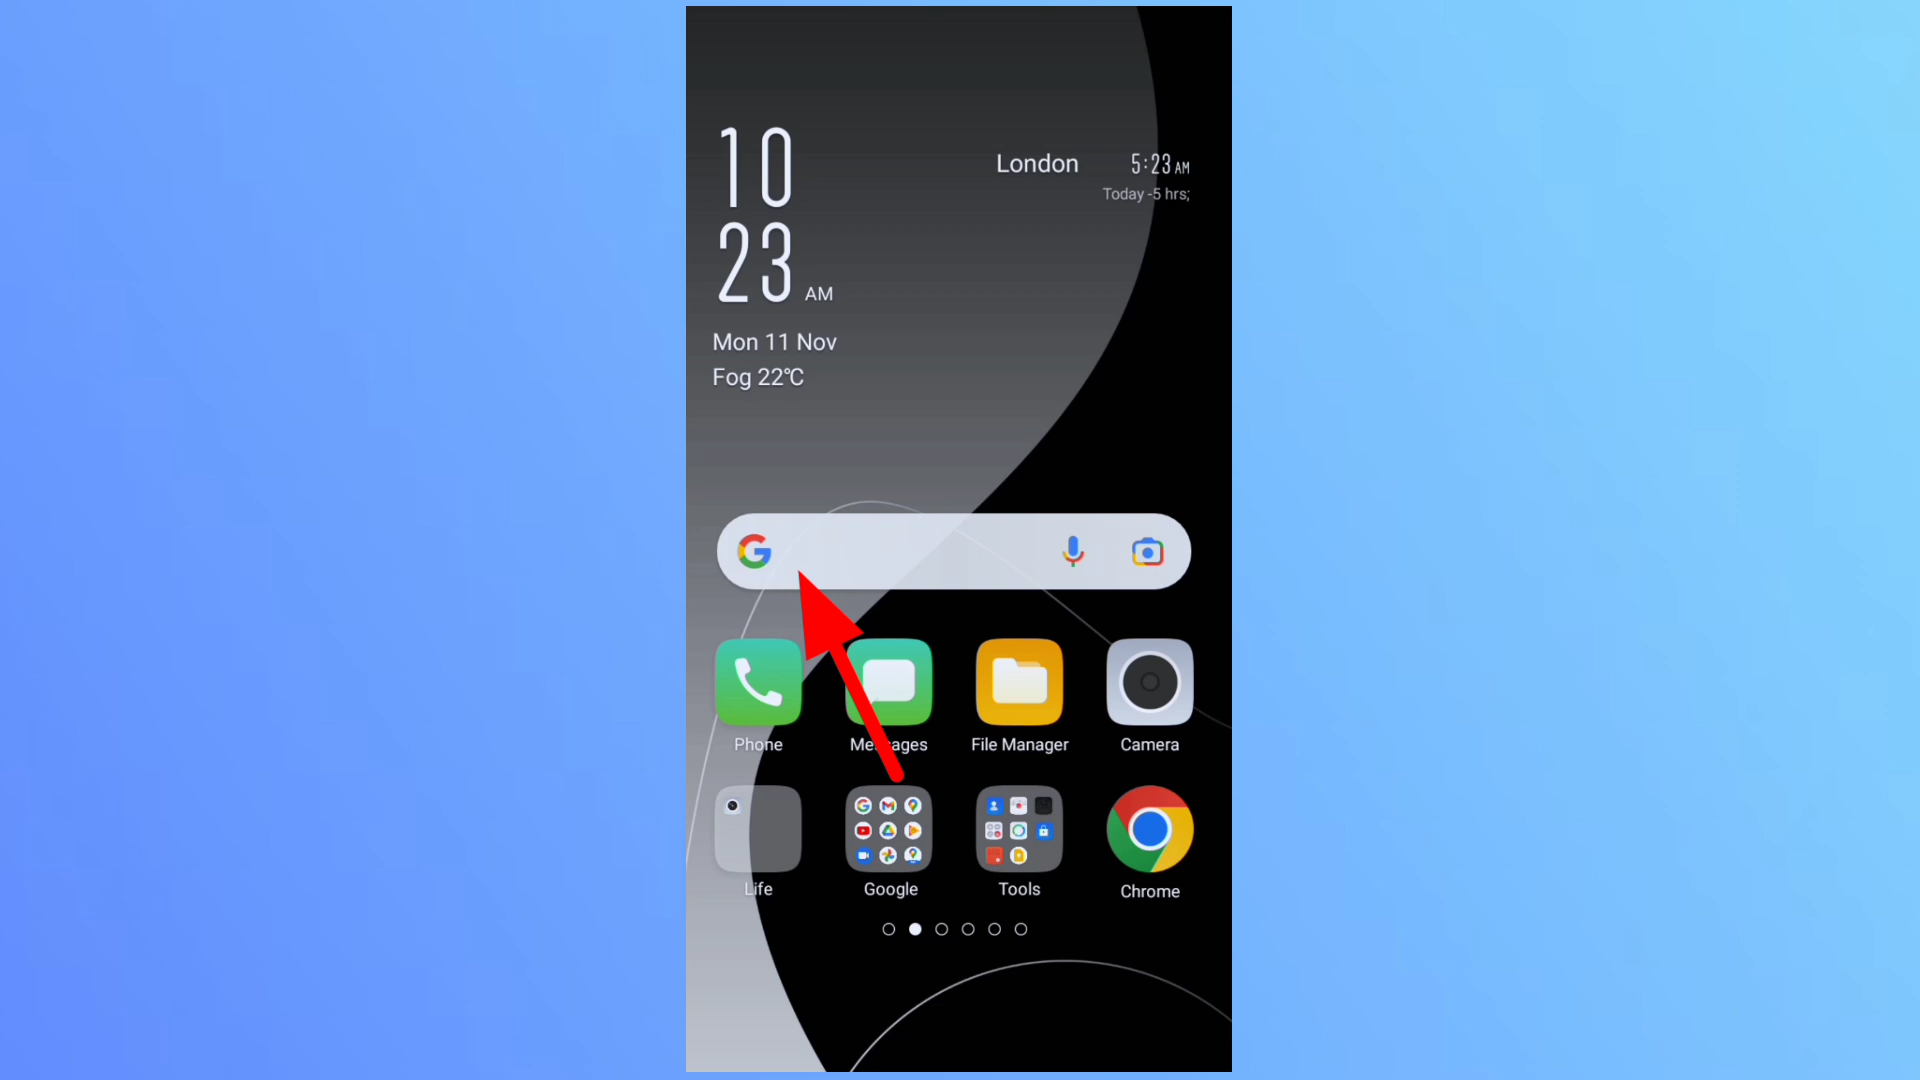 10
23 AM
Mon 11 Nov
Fog 22℃
London 5:23 AM
Today -5 hrs;
Phone
Messages
File Manager
Camera
Life
Google
Tools
Chrome